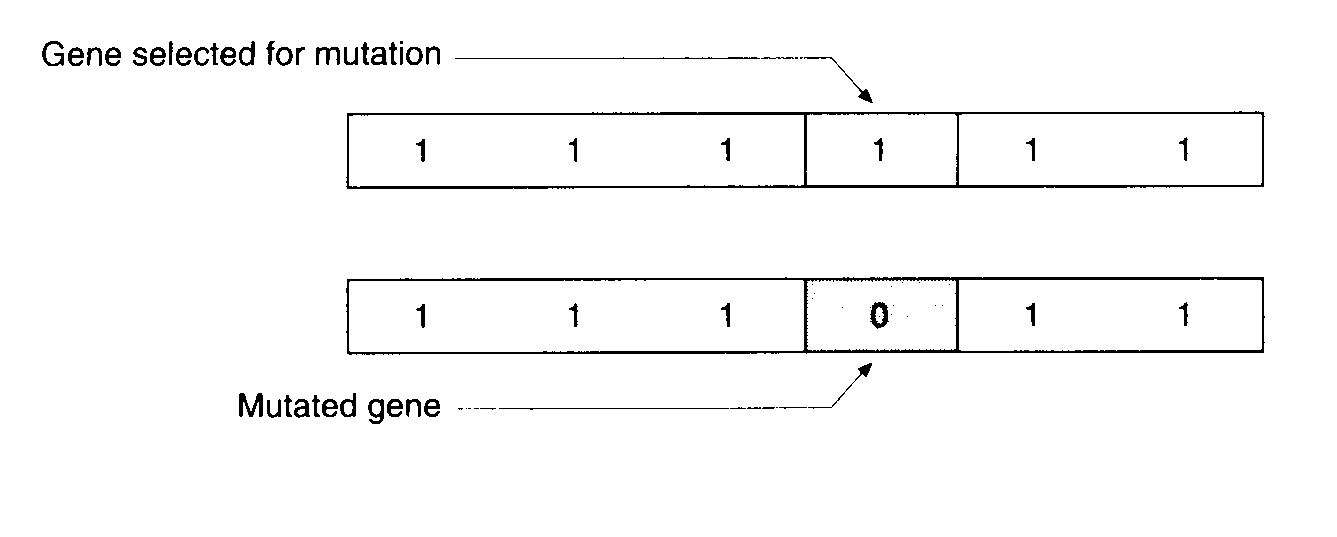 Gene selected for mutation
1 1 1 1 1 1
1 1 1 0 1 1
Mutated gene